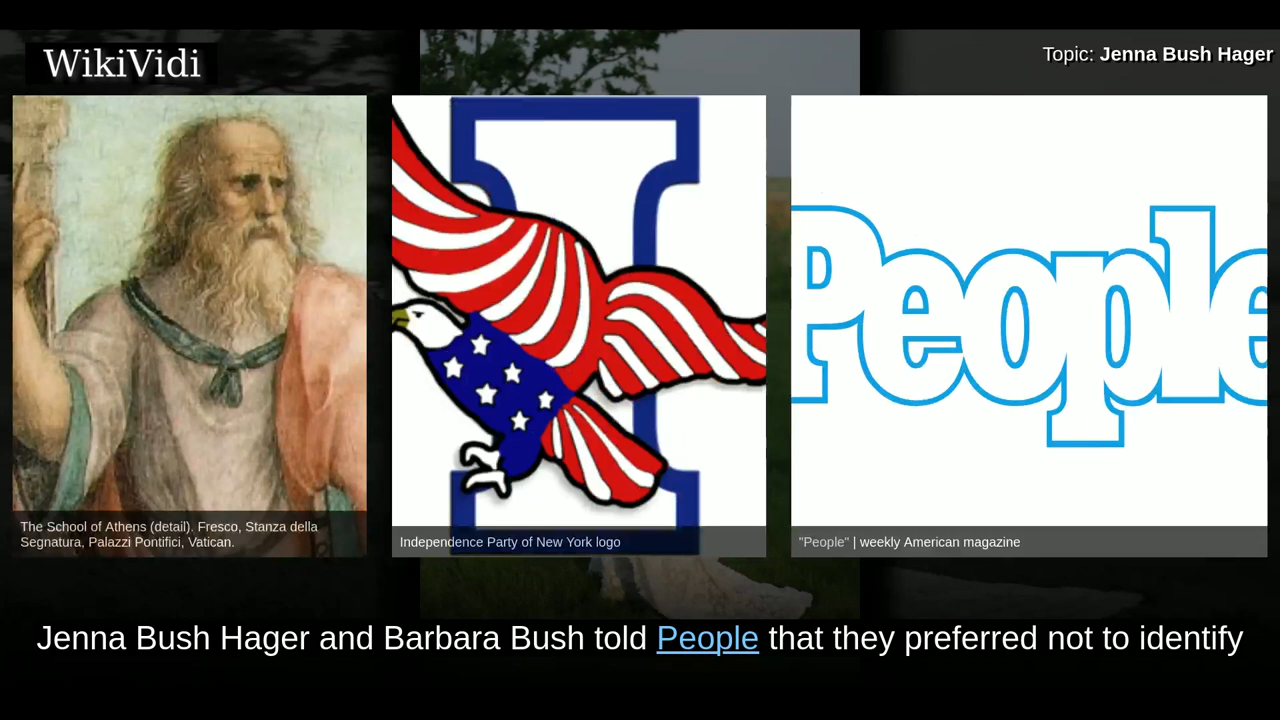 WikiVidi
Topic: Jenna Bush Hager
I
People
The School of Athens (detail). Fresco, Stanza della
Segnatura, Palazzi Pontifici, Vatican.
Independence Party of New York logo
"People" | weekly American magazine
Jenna Bush Hager and Barbara Bush told People that they preferred not to identify